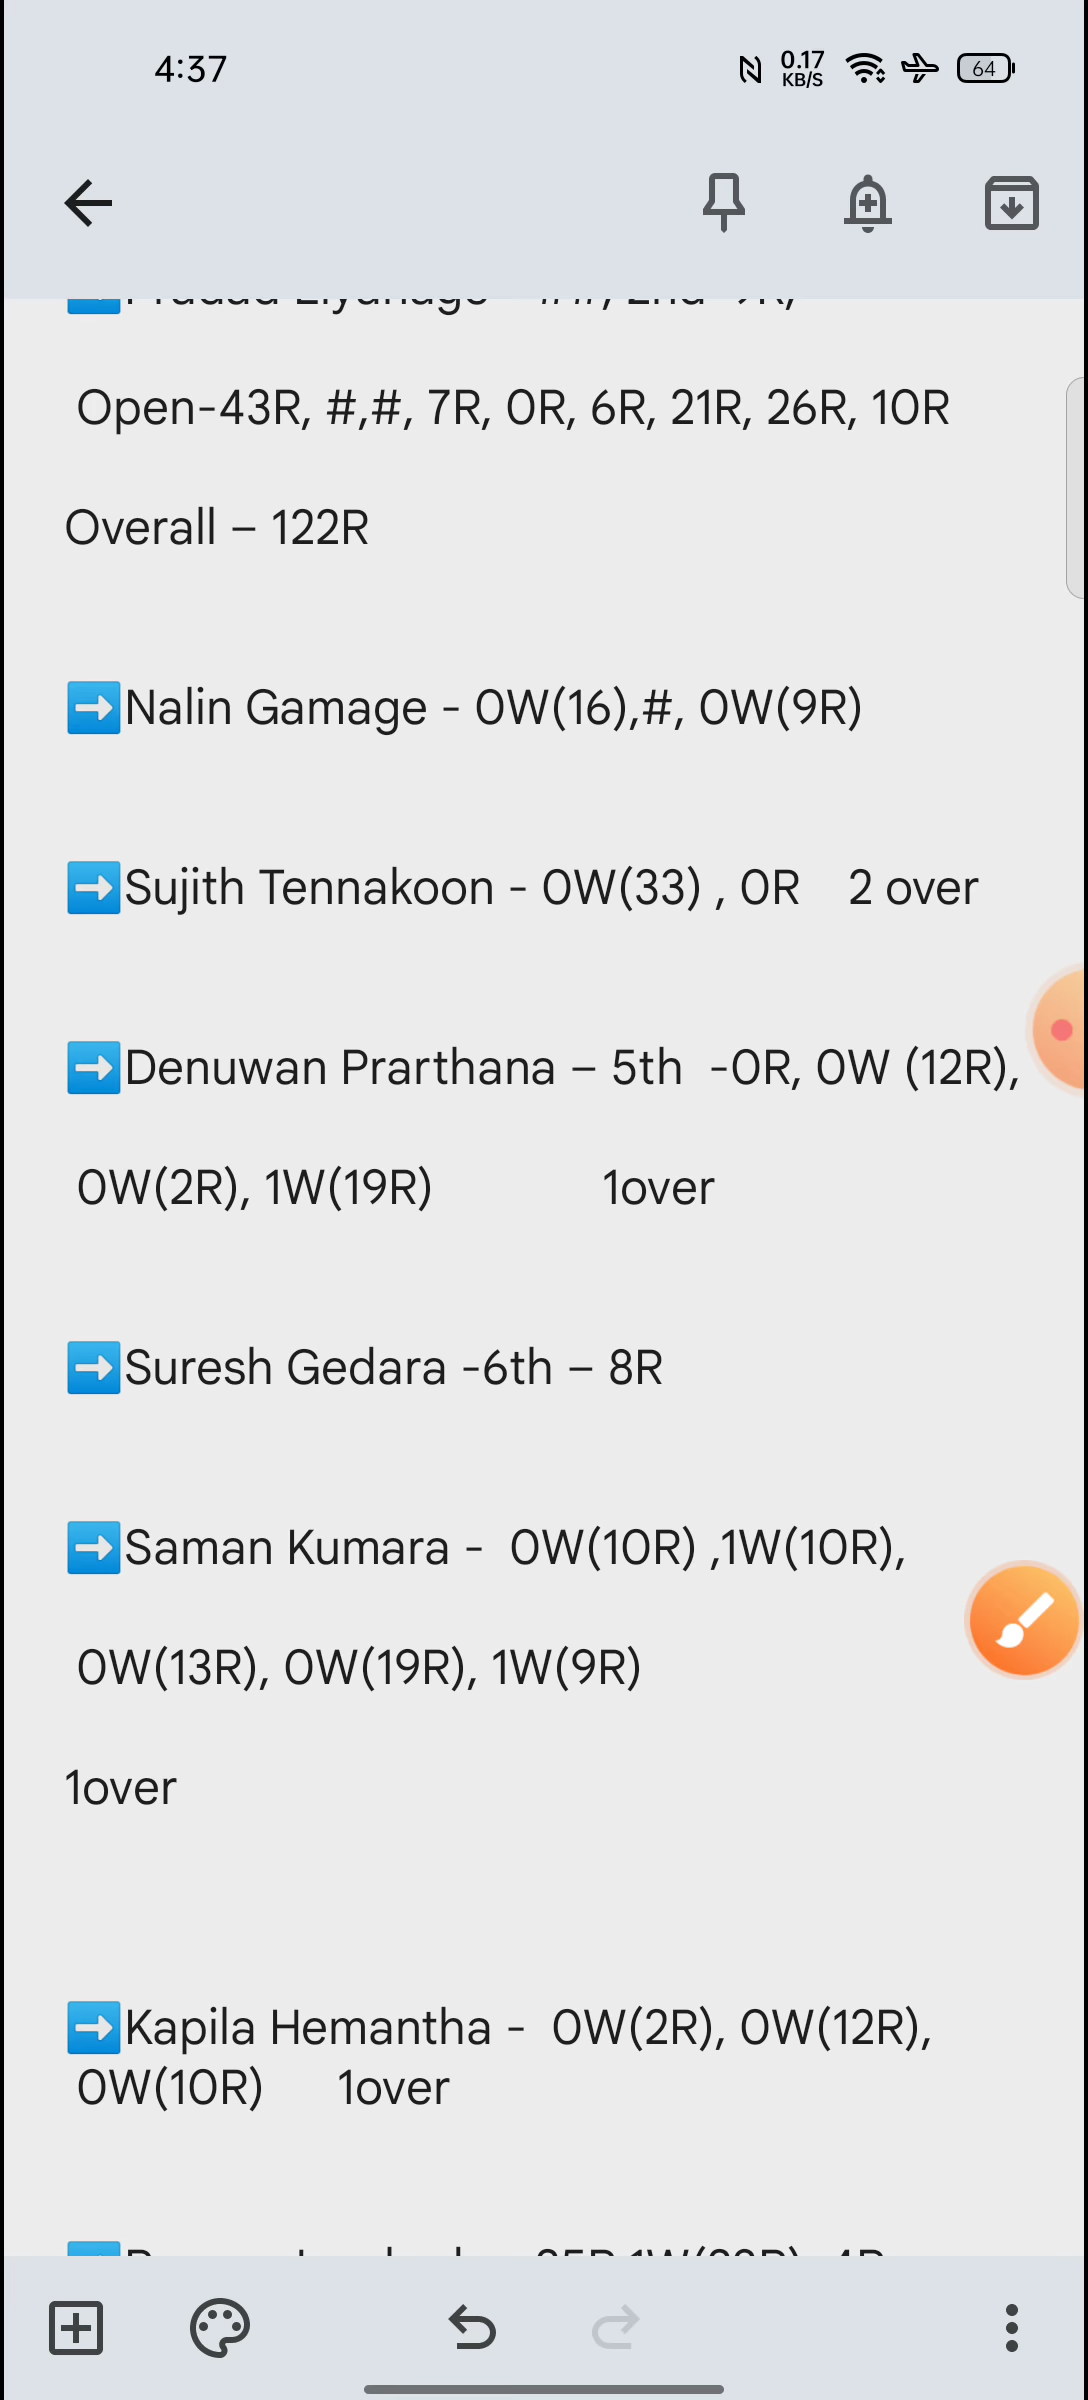 4:37
0.17
KB/S
64
Open-43R, #,#, 7R, 0R, 6R, 21R, 26R, 10R
Overall – 122R
➡️Nalin Gamage - 0W(16),#, 0W(9R)
➡️Sujith Tennakoon - 0W(33) , 0R 2 over
➡️Denuwan Prarthana – 5th -0R, 0W (12R),
0W(2R), 1W(19R) 1over
➡️Suresh Gedara -6th – 8R
➡️Saman Kumara - 0W(10R) ,1W(10R),
0W(13R), 0W(19R), 1W(9R)
1over
➡️Kapila Hemantha - 0W(2R), 0W(12R),
0W(10R) 1over